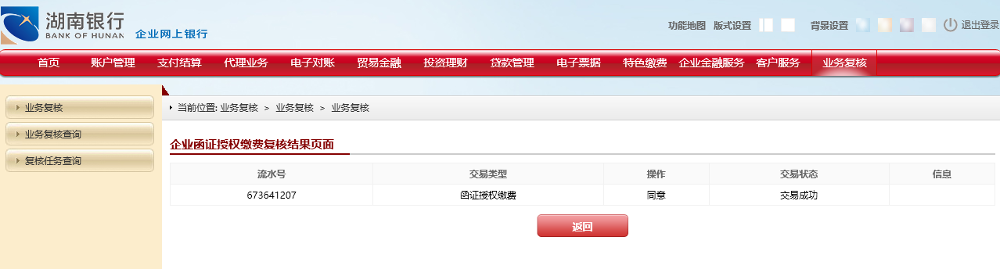 湖南银行
BANK OF HUNAN 企业网上银行
功能地图 版式设置 背景设置 退出登录
首页 账户管理 支付结算 代理业务 电子对账 贸易金融 投资理财 贷款管理 电子票据 特色缴费 企业金融服务 客户服务 业务复核
业务复核
业务复核查询
复核任务查询
当前位置: 业务复核 > 业务复核 > 业务复核
企业函证授权缴费复核结果页面
流水号 交易类型 操作 交易状态 信息
673641207 函证授权缴费 同意 交易成功
返回